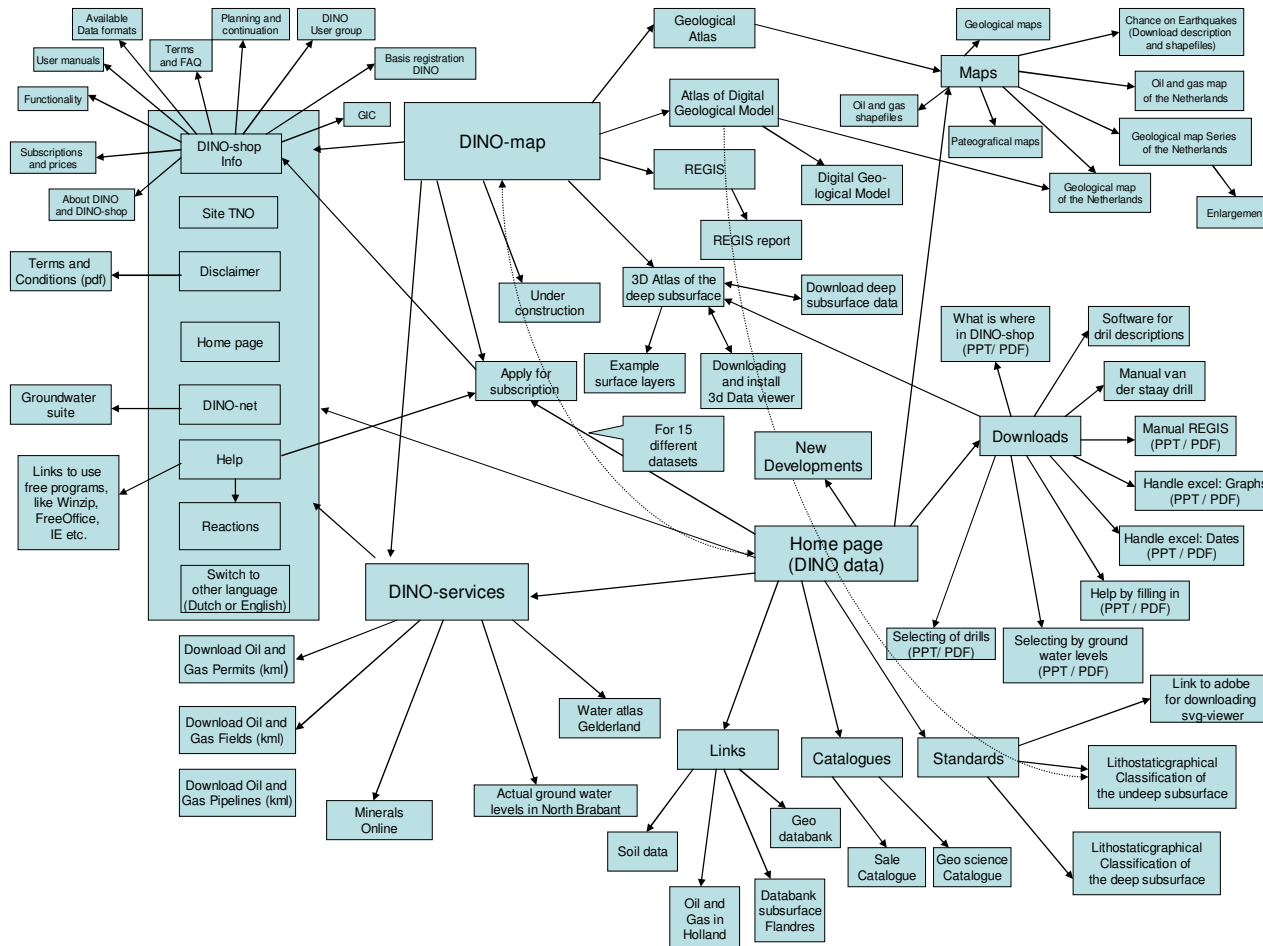 Available
Data formats
Planning and
continuation
DINO
User group
Terms
and FAQ
User manuals
Basis registration
DINO
Functionality
GIC
DINO-shop
Info
Subscriptions
and prices
About DINO
and DINO-shop
Site TNO
Terms and
Conditions (pdf)
Disclaimer
Home page
Groundwater
suite
DINO-net
Links to use
free programs,
like Winzip,
FreeOffice,
IE etc.
Help
Reactions
Switch to
other language
(Dutch or English)
DINO-map
Geological
Atlas
Atlas of Digital
Geological Model
REGIS
Digital Geo-
logical Model
REGIS report
3D Atlas of the
deep subsurface
Download deep
subsurface data
Under
construction
Example
surface layers
Downloading
and install
3d Data viewer
Apply for
subscription
For 15
different
datasets
New
Developments
Geological maps
Chance on Earthquakes
(Download description
and shapefiles)
Maps
Oil and gas map
of the Netherlands
Oil and gas
shapefiles
Pateografical maps
Geological map Series
of the Netherlands
Geological map
of the Netherlands
Enlargement
What is where
in DINO-shop
(PPT/ PDF)
Software for
dril descriptions
Manual van
der staay drill
Downloads
Manual REGIS
(PPT / PDF)
Handle excel: Graphs
(PPT / PDF)
Handle excel: Dates
(PPT / PDF)
Help by filling in
(PPT / PDF)
Selecting of drills
(PPT/ PDF)
Selecting by ground
water levels
(PPT / PDF)
Home page
(DINO data)
DINO-services
Download Oil and
Gas Permits (kml)
Download Oil and
Gas Fields (kml)
Download Oil and
Gas Pipelines (kml)
Minerals
Online
Actual ground water
levels in North Brabant
Water atlas
Gelderland
Links
Soil data
Oil and
Gas in
Holland
Databank
subsurface
Flandres
Geo
databank
Catalogues
Sale
Catalogue
Geo science
Catalogue
Standards
Link to adobe
for downloading
svg-viewer
Lithostaticgraphical
Classification of
the undeep subsurface
Lithostaticgraphical
Classification of
the deep subsurface